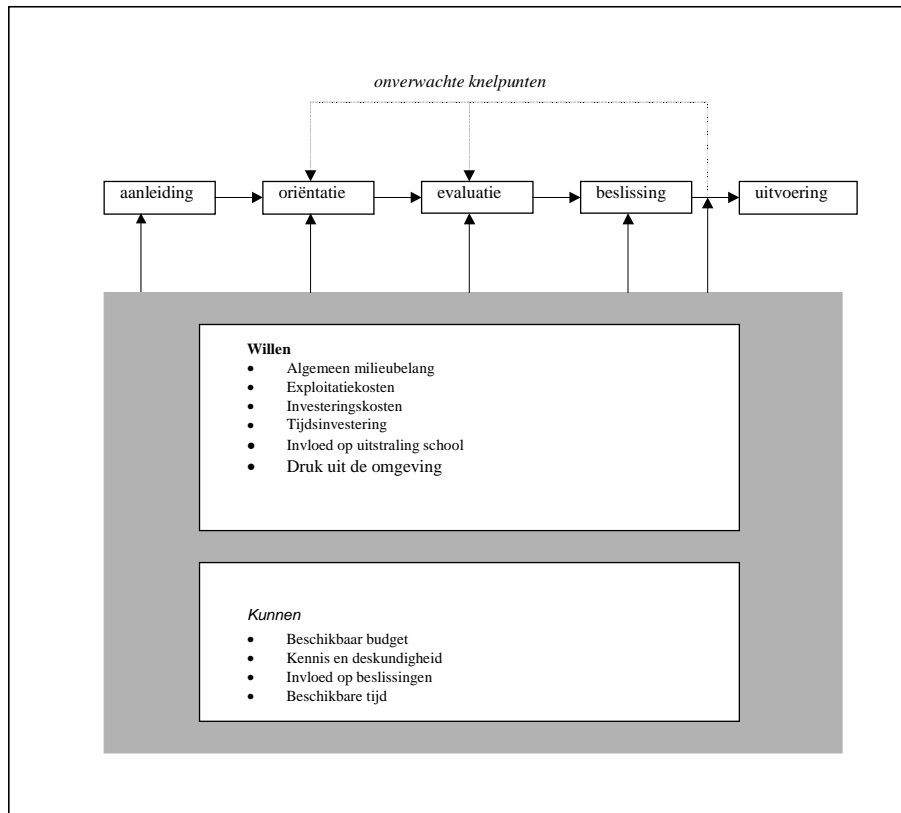 onverwachte knelpunten
aanleiding
oriëntatie
evaluatie
beslissing
uitvoering
Willen
• Algemeen milieubelang
• Exploitatiekosten
• Investeringskosten
• Tijdsinvestering
• Invloed op uitstraling school
• Druk uit de omgeving
Kunnen
• Beschikbaar budget
• Kennis en deskundigheid
• Invloed op beslissingen
• Beschikbare tijd